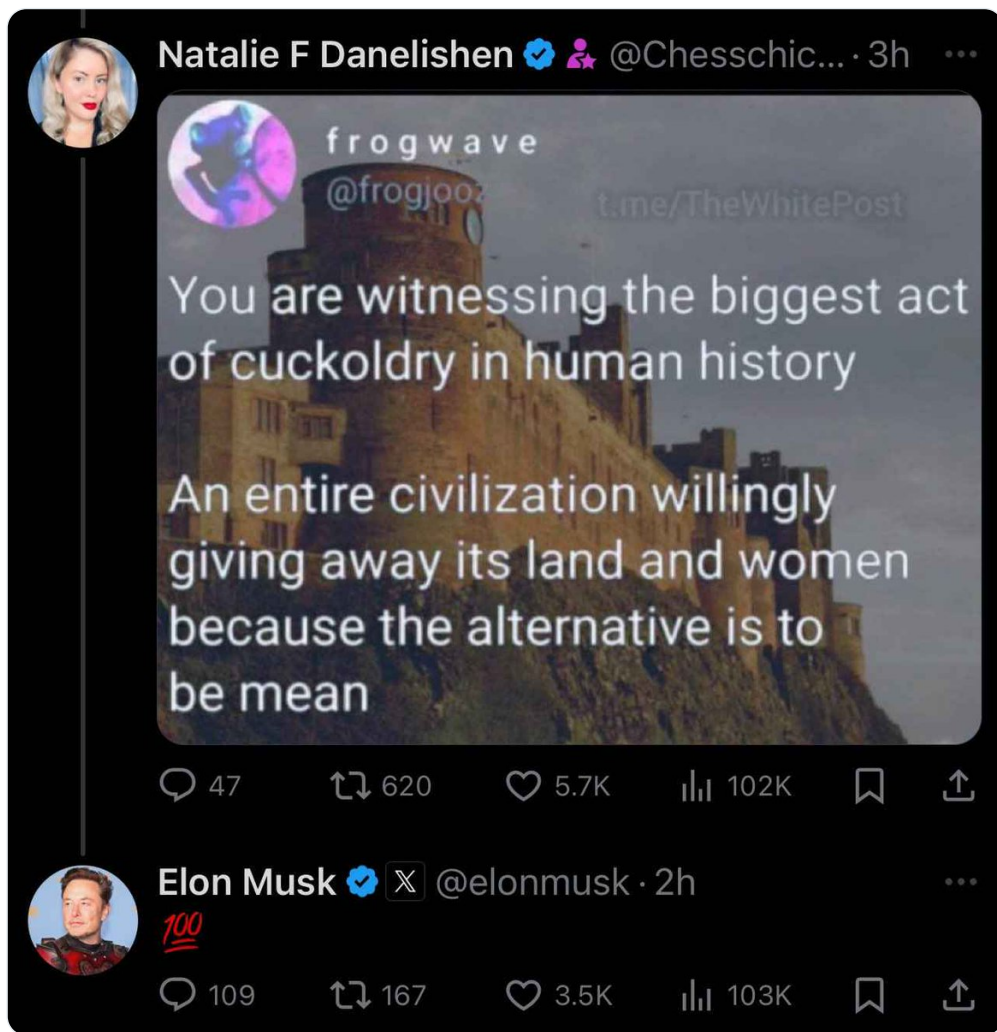 Natalie F Danelishen @Chesschic... · 3h
frogwave
@frogjooz
t.me/TheWhitePost
You are witnessing the biggest act
of cuckoldry in human history
An entire civilization willingly
giving away its land and women
because the alternative is to
be mean
47 620 5.7K 102K
Elon Musk X @elonmusk · 2h
💯
109 167 3.5K 103K